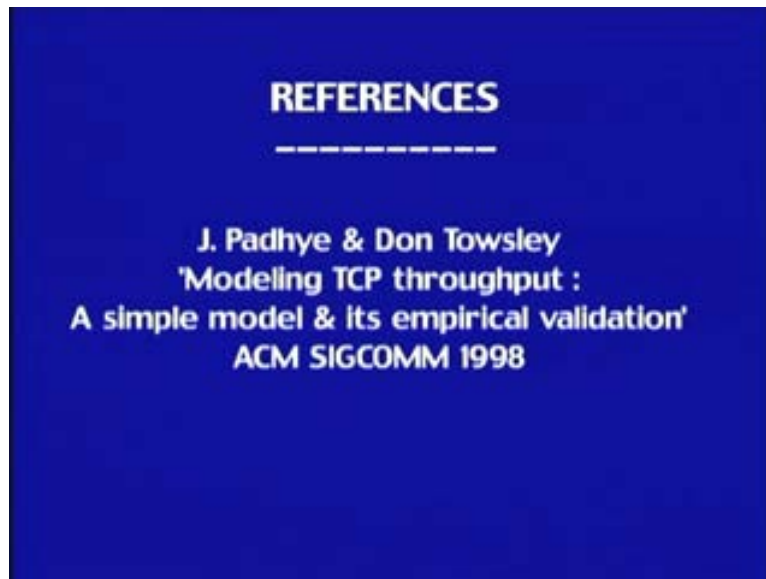 REFERENCES
----------
J. Padhye & Don Towsley
'Modeling TCP throughput :
A simple model & its empirical validation'
ACM SIGCOMM 1998